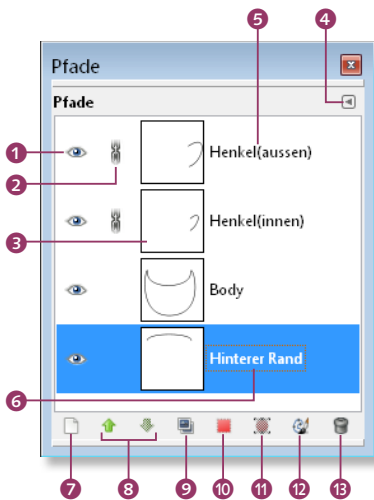 5 4
Pfade
Pfade
1 Henkel(aussen)
2
Henkel(innen)
3
Body
Hinterer Rand
6
7 8 9 10 11 12 13